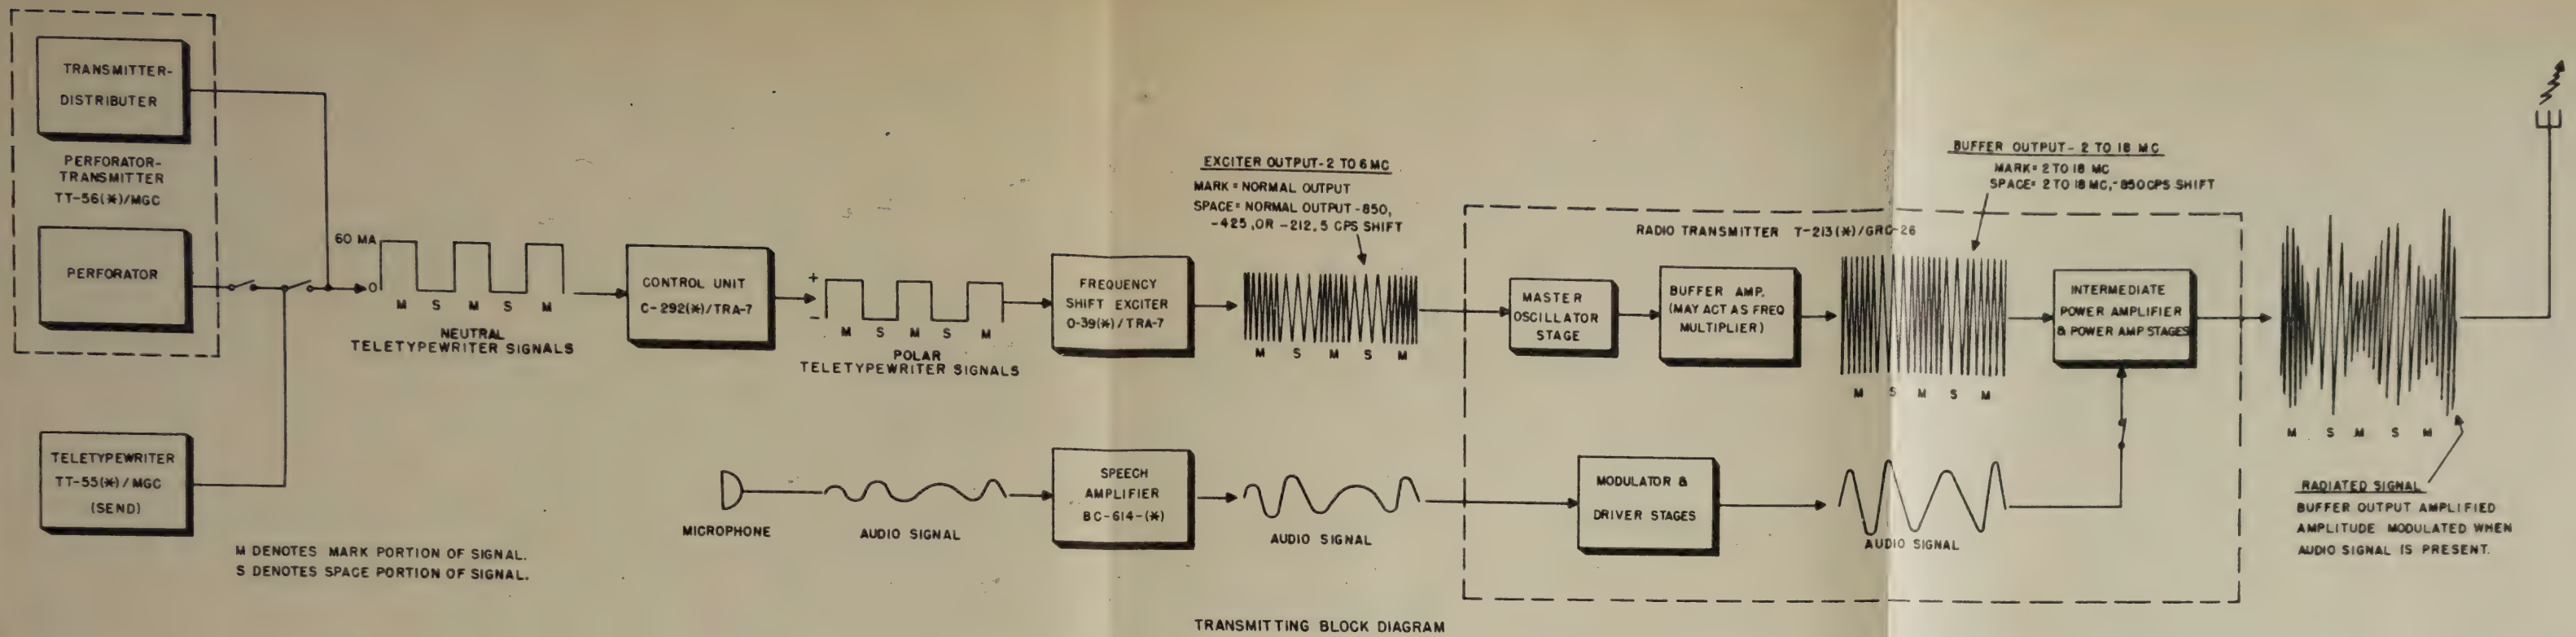 TRANSMITTER-
DISTRIBUTER
PERFORATOR-
TRANSMITTER
TT-56(*)/MGC
PERFORATOR
TELETYPEWRITER
TT-55(*)/MGC
(SEND)
60 MA
0
M S M S M
NEUTRAL
TELETYPEWRITER SIGNALS
CONTROL UNIT
C-292(*)/TRA-7
+
-
M S M S M
POLAR
TELETYPEWRITER SIGNALS
FREQUENCY
SHIFT EXCITER
O-39(*)/TRA-7
EXCITER OUTPUT-2 TO 6 MC
MARK = NORMAL OUTPUT
SPACE = NORMAL OUTPUT -850,
-425, OR -212.5 CPS SHIFT
M S M S M
RADIO TRANSMITTER T-213(*)/GRC-26
MASTER
OSCILLATOR
STAGE
BUFFER AMP.
(MAY ACT AS FREQ
MULTIPLIER)
BUFFER OUTPUT- 2 TO 18 MC
MARK= 2 TO 18 MC
SPACE= 2 TO 18 MC,-850 CPS SHIFT
M S M S M
INTERMEDIATE
POWER AMPLIFIER
& POWER AMP STAGES
M S M S M
RADIATED SIGNAL
BUFFER OUTPUT AMPLIFIED
AMPLITUDE MODULATED WHEN
AUDIO SIGNAL IS PRESENT.
MICROPHONE
AUDIO SIGNAL
SPEECH
AMPLIFIER
BC-614-(*)
AUDIO SIGNAL
MODULATOR &
DRIVER STAGES
AUDIO SIGNAL
M DENOTES MARK PORTION OF SIGNAL.
S DENOTES SPACE PORTION OF SIGNAL.
TRANSMITTING BLOCK DIAGRAM